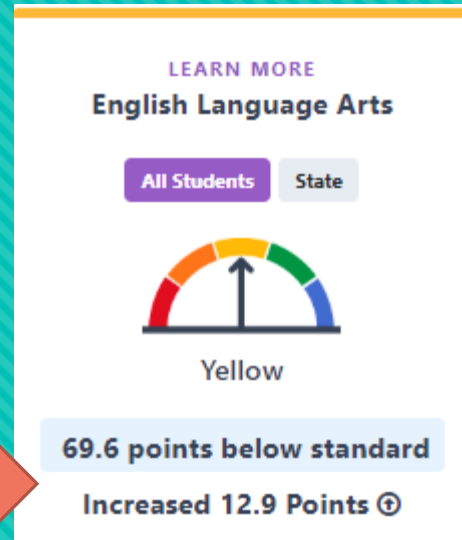 LEARN MORE
English Language Arts
All Students State
Yellow
69.6 points below standard
Increased 12.9 Points